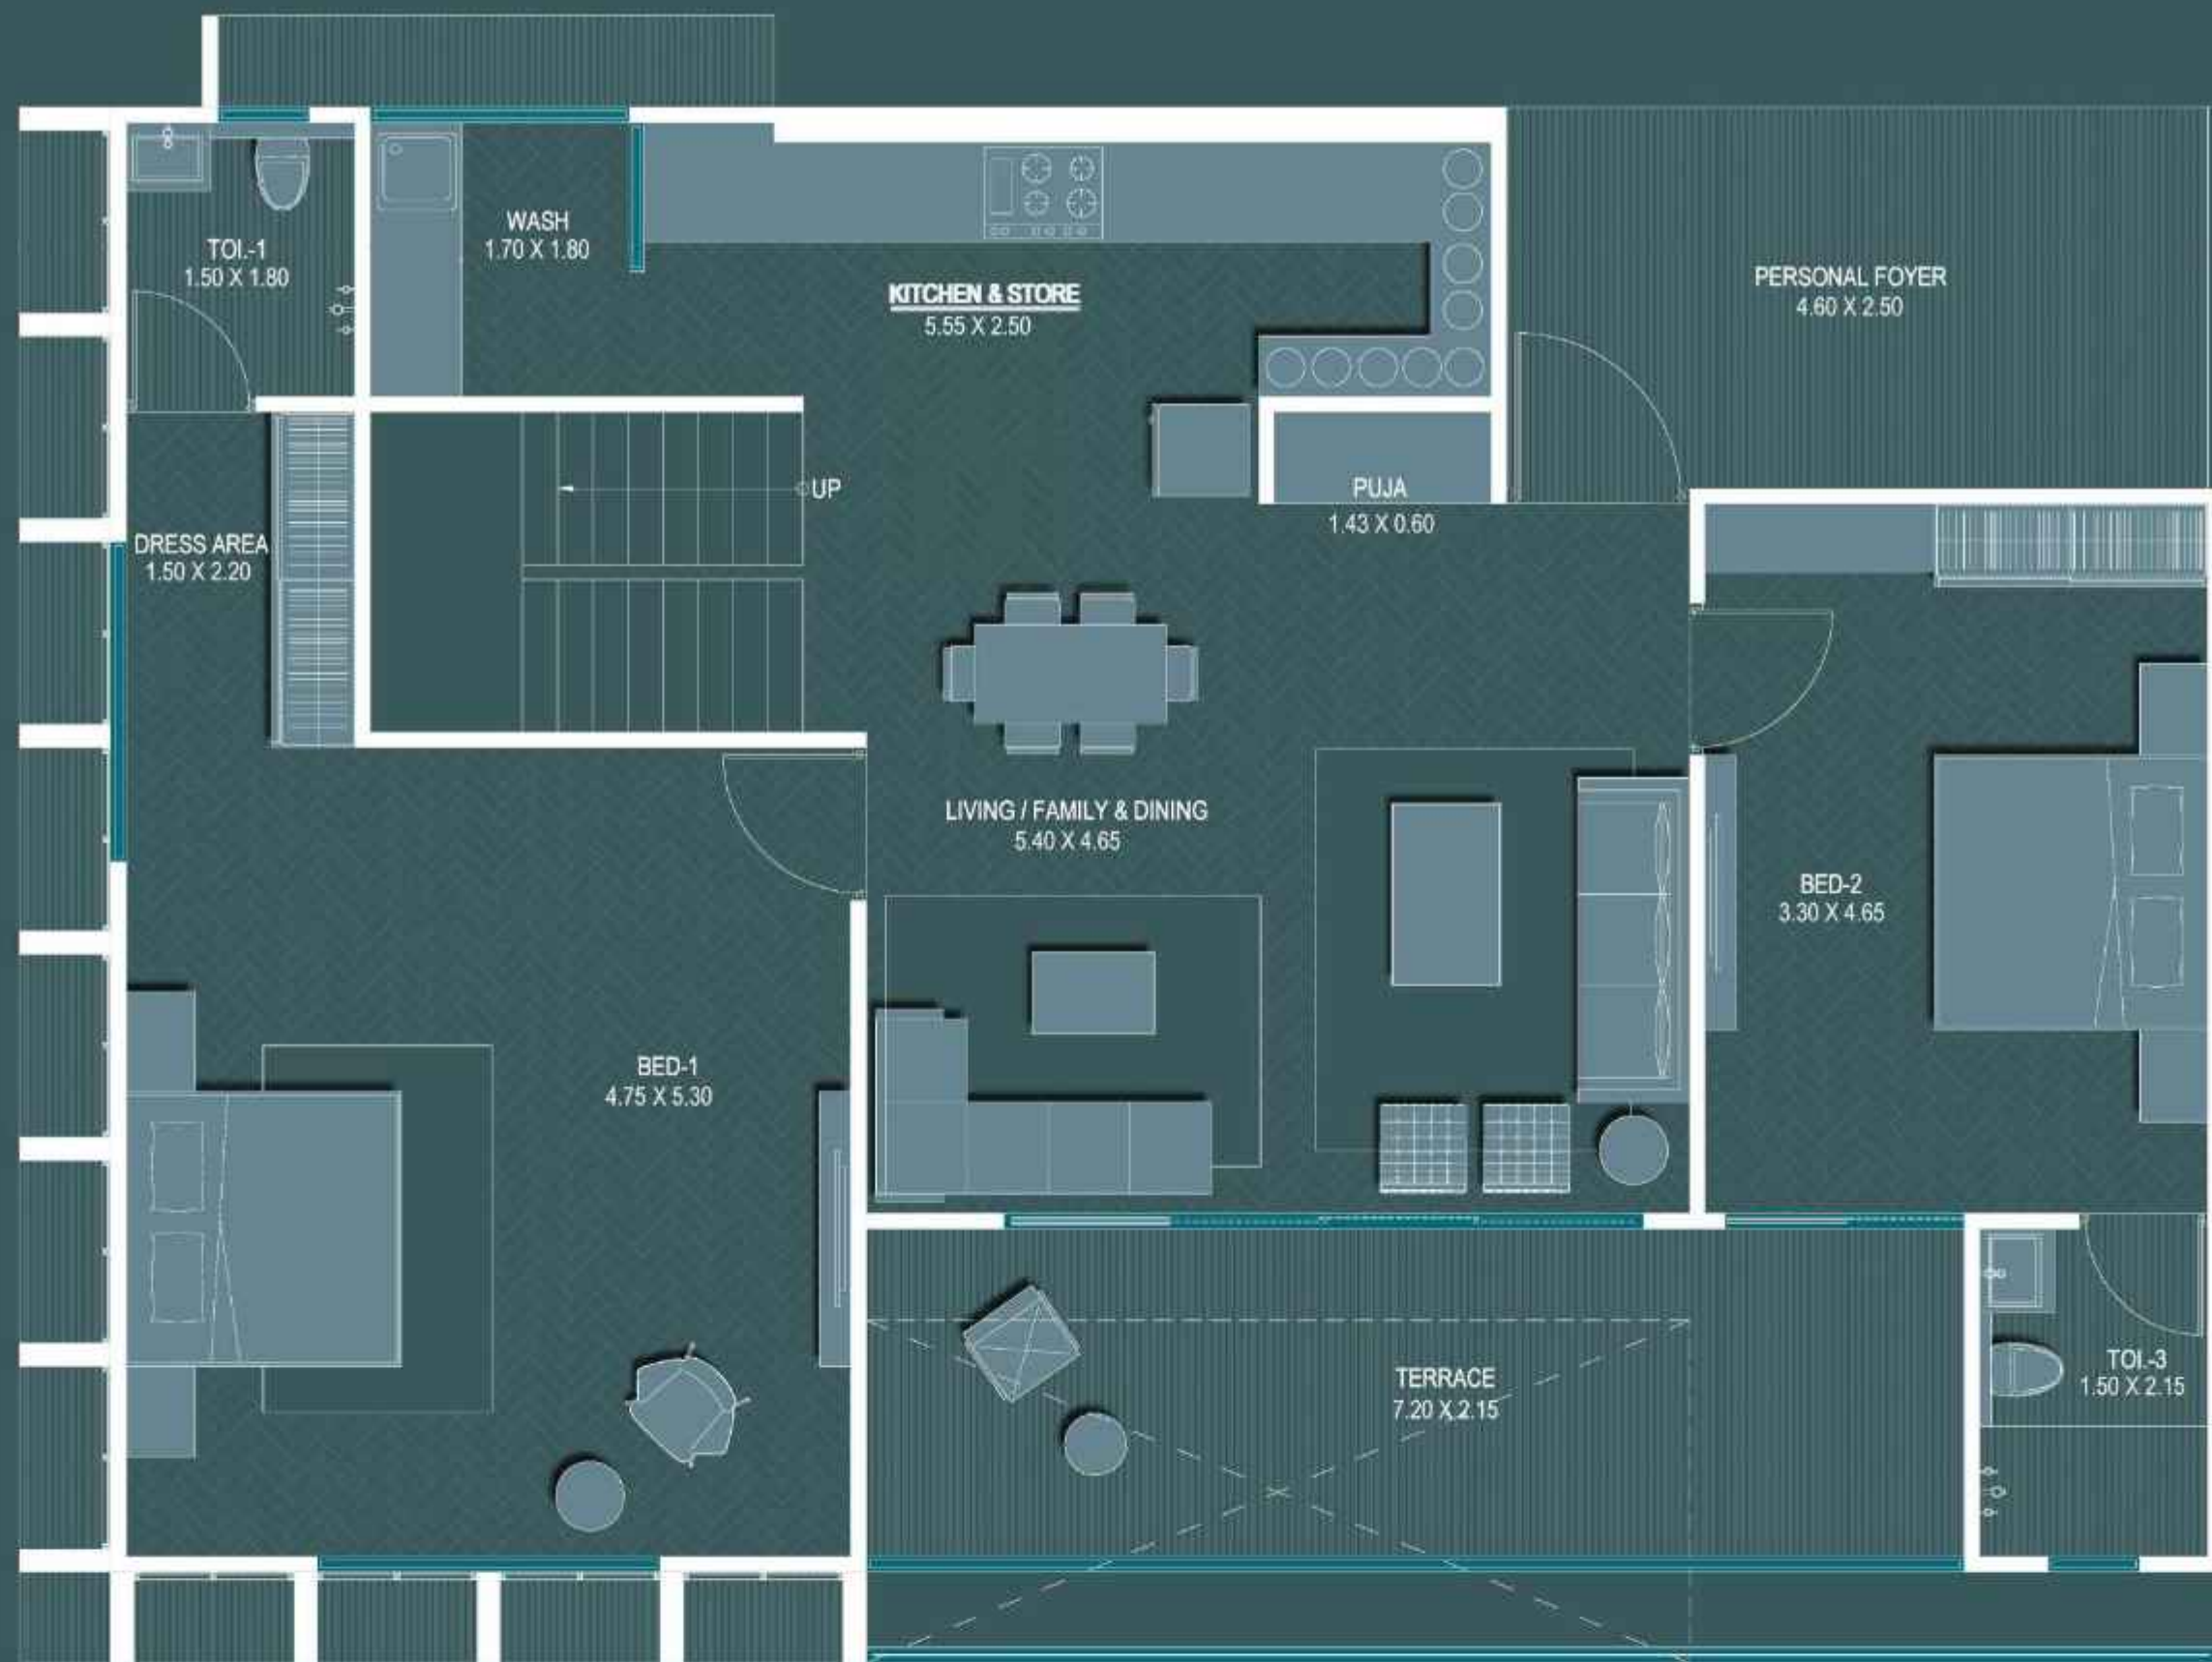 WASH
1.70 X 1.80
TOI.-1
1.50 X 1.80
KITCHEN & STORE
5.55 X 2.50
PERSONAL FOYER
4.60 X 2.50
UP
PUJA
1.43 X 0.60
DRESS AREA
1.50 X 2.20
LIVING / FAMILY & DINING
5.40 X 4.65
BED-2
3.30 X 4.65
BED-1
4.75 X 5.30
TERRACE
7.20 X 2.15
TOI.-3
1.50 X 2.15